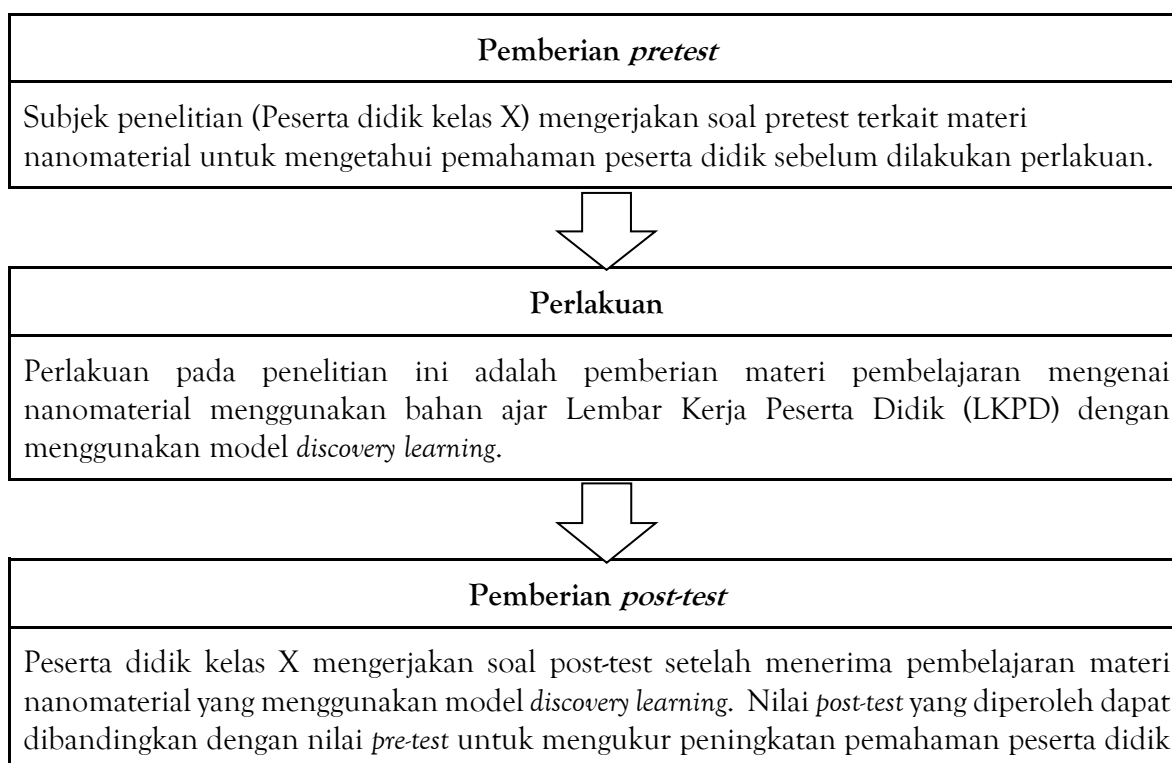 Pemberian pretest
Subjek penelitian (Peserta didik kelas X) mengerjakan soal pretest terkait materi
nanomaterial untuk mengetahui pemahaman peserta didik sebelum dilakukan perlakuan.
Perlakuan
Perlakuan pada penelitian ini adalah pemberian materi pembelajaran mengenai
nanomaterial menggunakan bahan ajar Lembar Kerja Peserta Didik (LKPD) dengan
menggunakan model discovery learning.
Pemberian post-test
Peserta didik kelas X mengerjakan soal post-test setelah menerima pembelajaran materi
nanomaterial yang menggunakan model discovery learning. Nilai post-test yang diperoleh dapat
dibandingkan dengan nilai pre-test untuk mengukur peningkatan pemahaman peserta didik